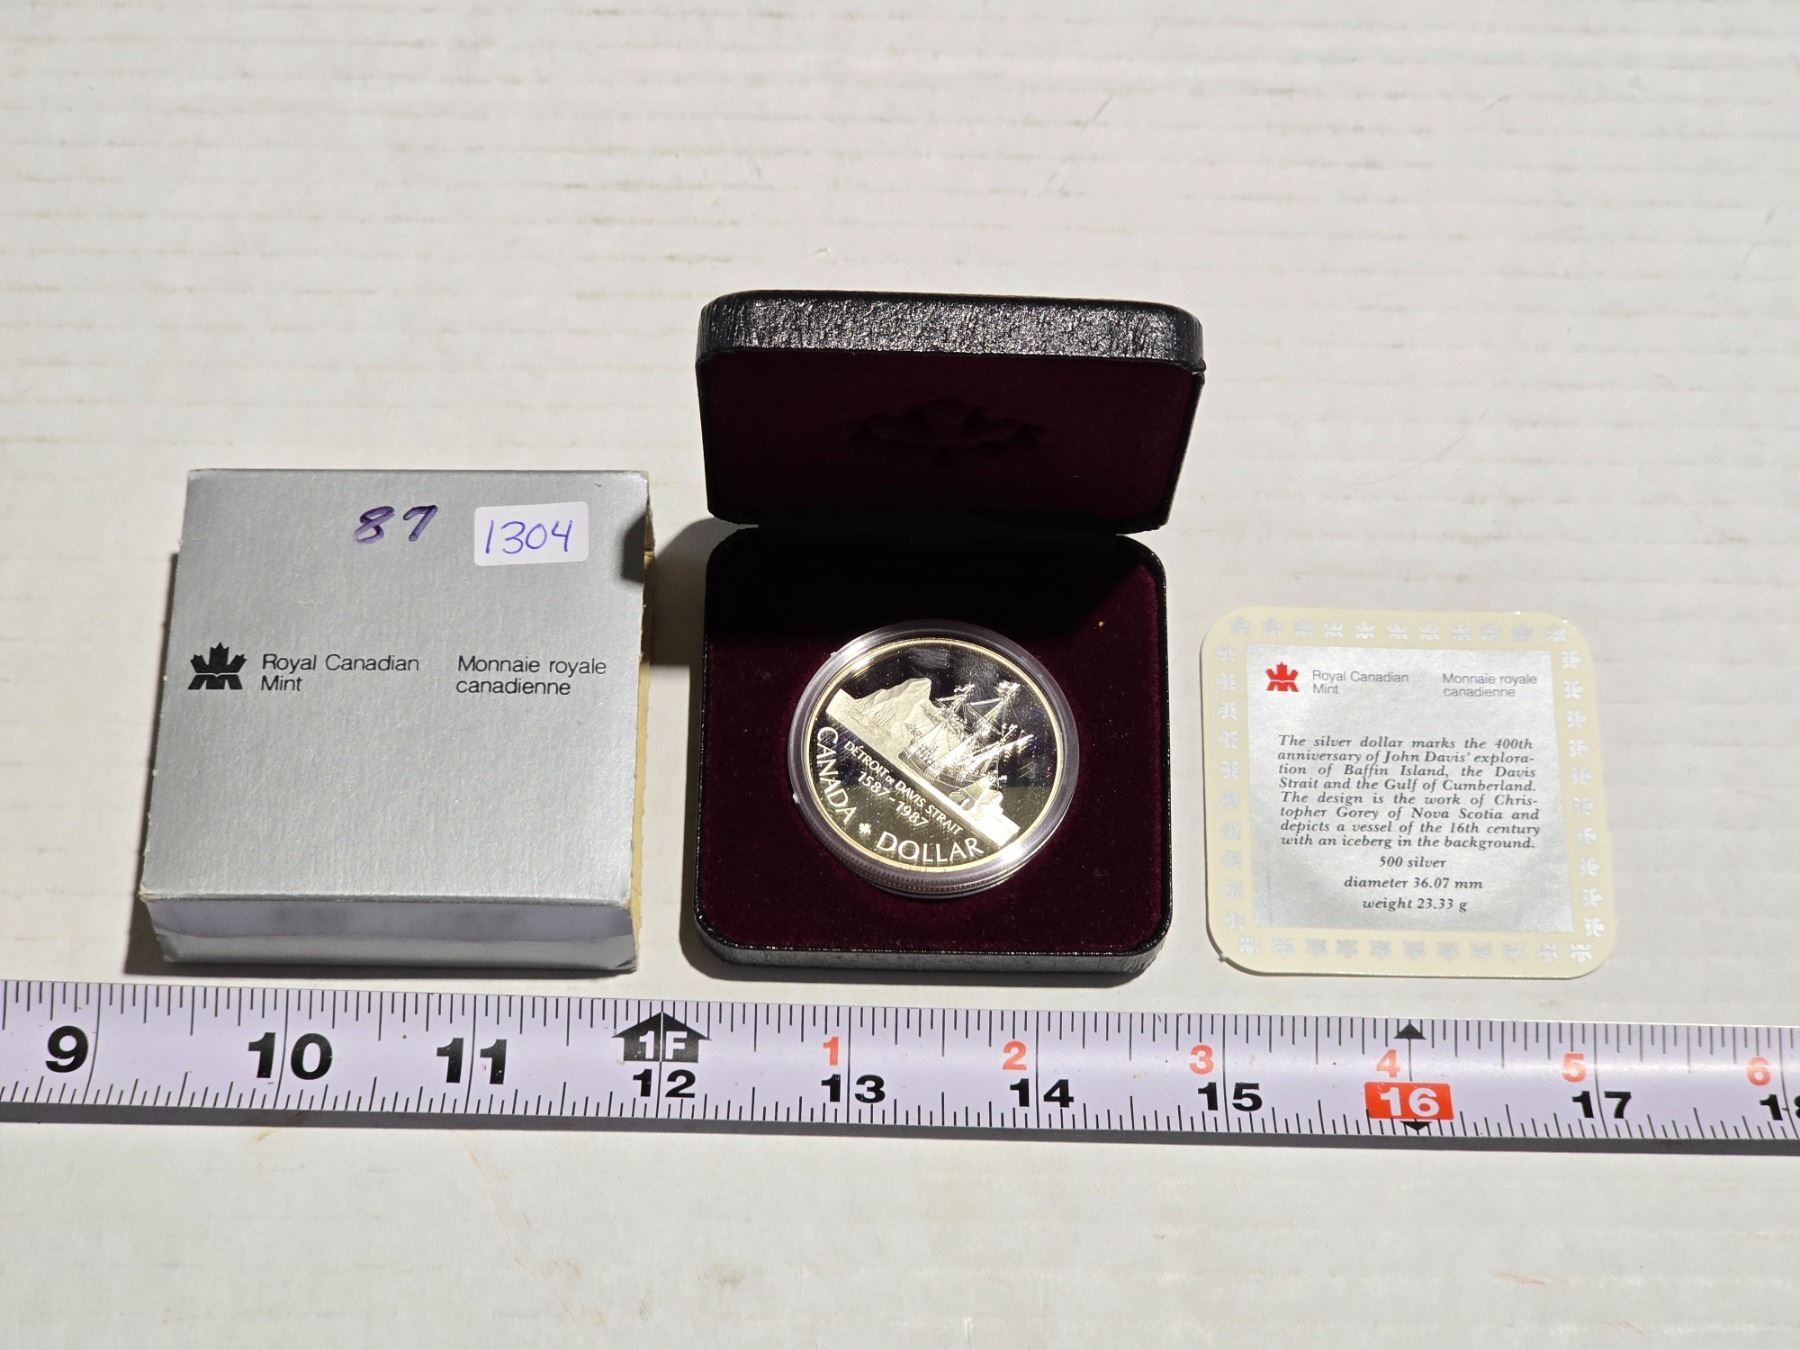 87
1304
Royal Canadian
Mint
Monnaie royale
canadienne
CANADA
DÉTROIT DE DAVIS STRAIT
1587-1987
DOLLAR
Royal Canadian
Mint
Monnaie royale
canadienne
The silver dollar marks the 400th
anniversary of John Davis' explora-
tion of Baffin Island, the Davis
Strait and the Gulf of Cumberland.
The design is the work of Chris-
topher Gorey of Nova Scotia and
depicts a vessel of the 16th century
with an iceberg in the background.
500 silver
diameter 36.07 mm
weight 23.33 g
9 10 11 1F 1 2 3 4 5 6
12 13 14 15 16 17 18